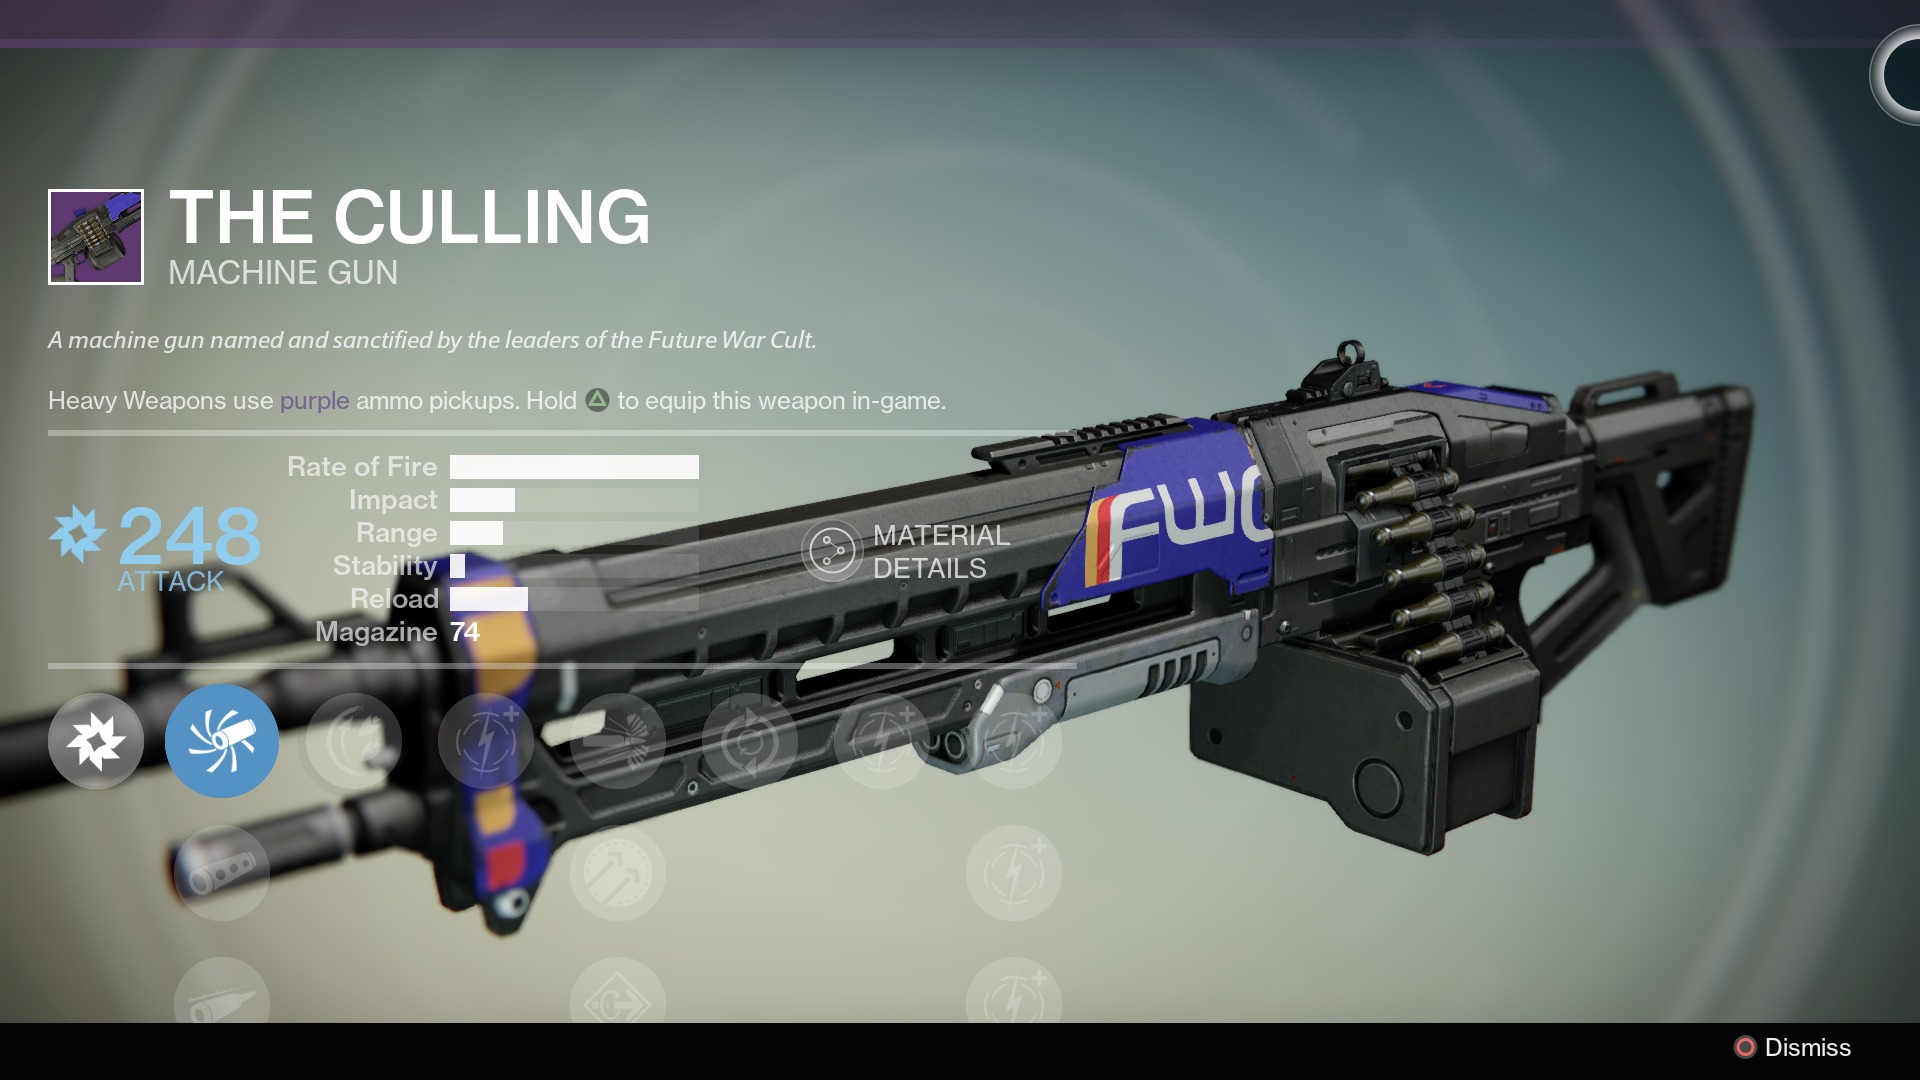 THE CULLING
MACHINE GUN
A machine gun named and sanctified by the leaders of the Future War Cult.
Heavy Weapons use purple ammo pickups. Hold to equip this weapon in-game.
Rate of Fire
Impact
Range
Stability
Reload
Magazine 74
248
ATTACK
MATERIAL
DETAILS
FWC
Dismiss